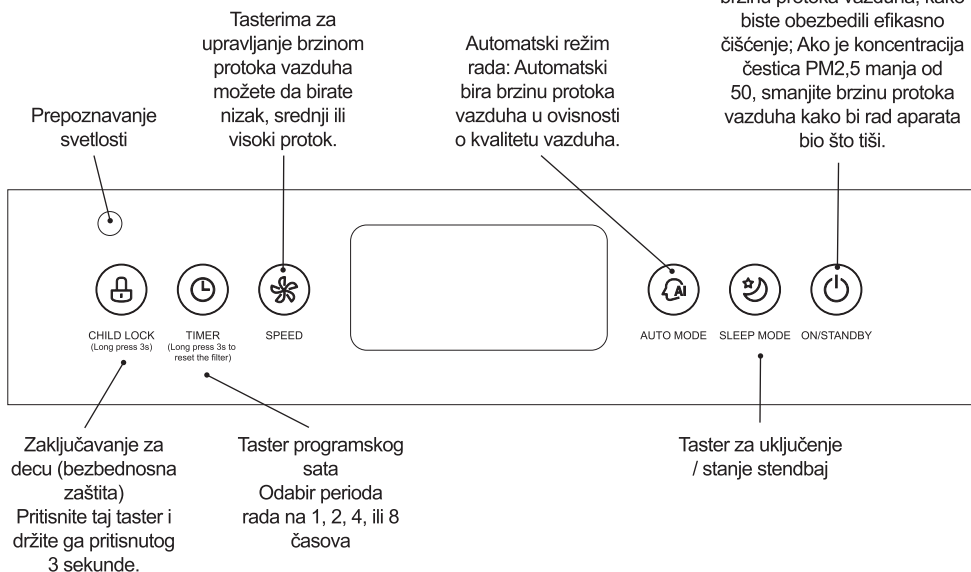 Prepoznavanje
svetlosti
Tasterima za
upravljanje brzinom
protoka vazduha
možete da birate
nizak, srednji ili
visoki protok.
Automatski režim
rada: Automatski
bira brzinu protoka
vazduha u ovisnosti
o kvalitetu vazduha.
brzinu protoka vazduha, kako
biste obezbedili efikasno
čišćenje; Ako je koncentracija
čestica PM2,5 manja od
50, smanjite brzinu protoka
vazduha kako bi rad aparata
bio što tiši.
AI
CHILD LOCK
(Long press 3s)
TIMER
(Long press 3s to
reset the filter)
SPEED
AUTO MODE
SLEEP MODE
ON/STANDBY
Zaključavanje za
decu (bezbednosna
zaštita)
Pritisnite taj taster i
držite ga pritisnutog
3 sekunde.
Taster programskog
sata
Odabir perioda
rada na 1, 2, 4, ili 8
časova
Taster za uključenje
/ stanje stendbaj